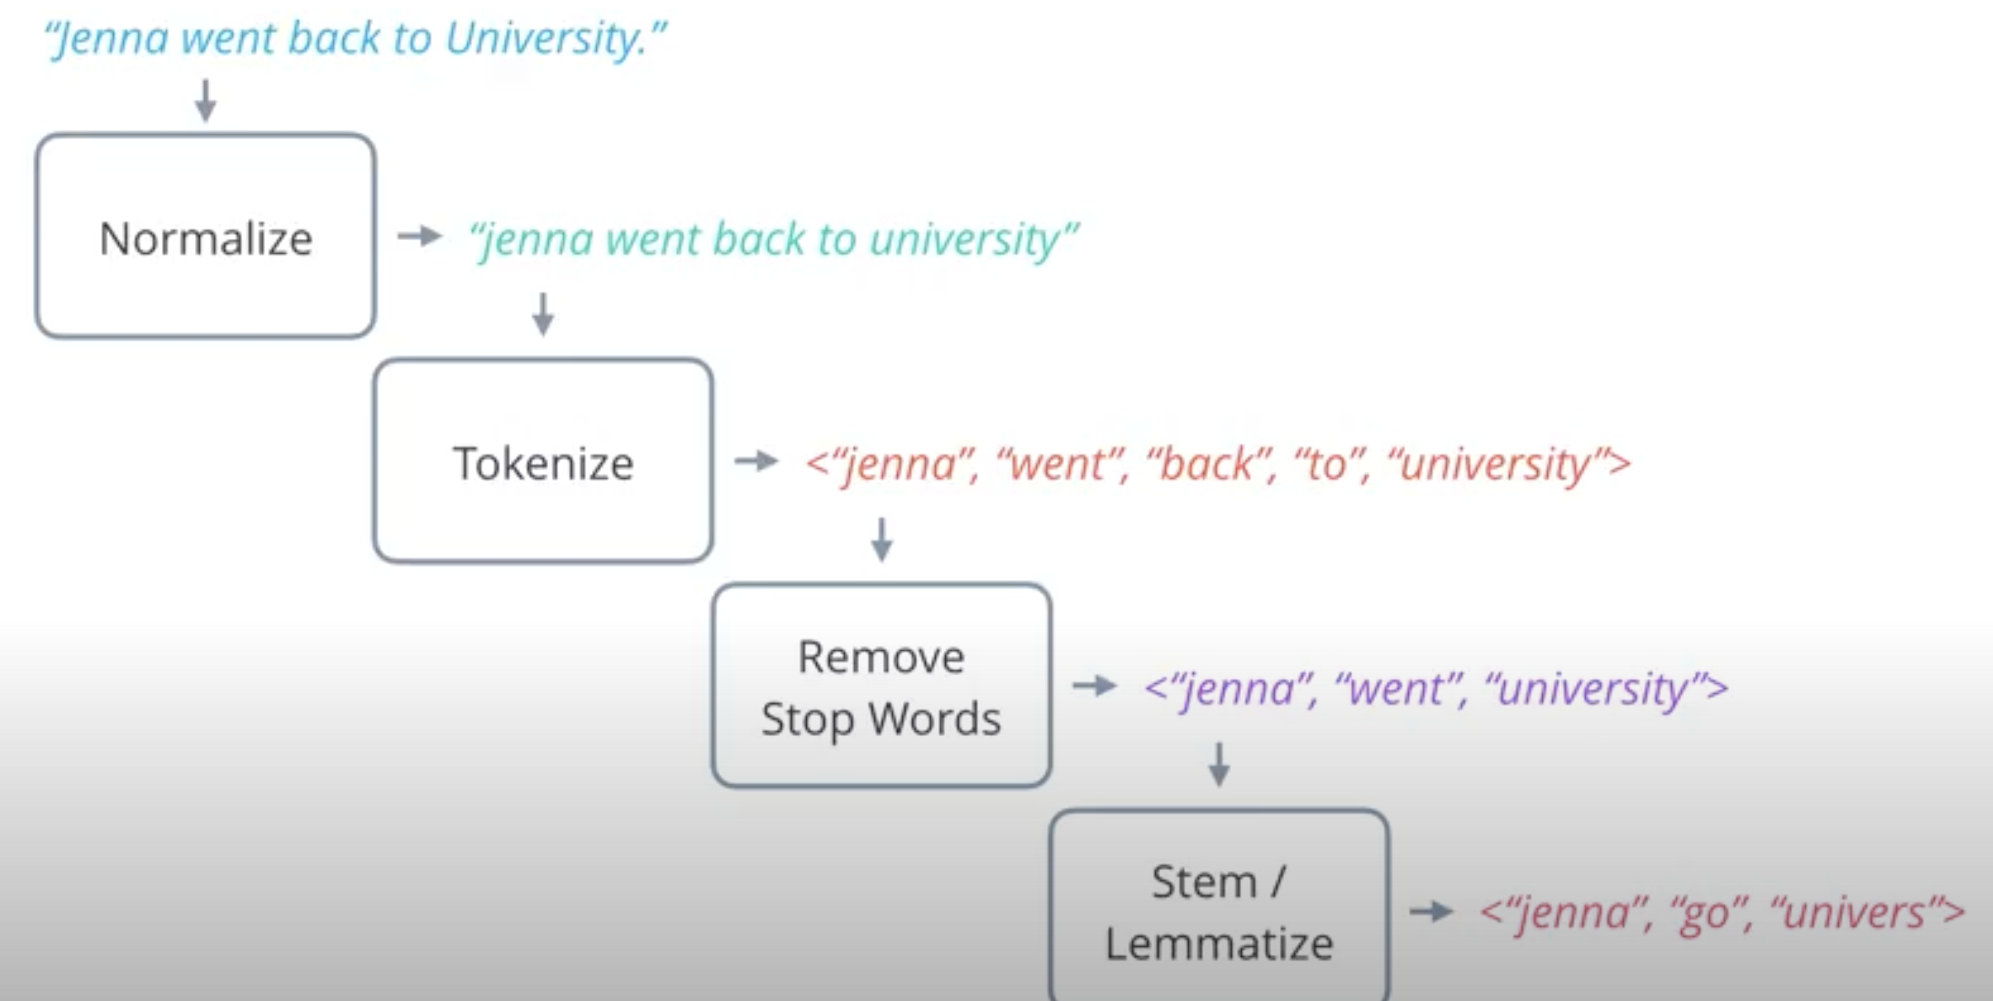 “Jenna went back to University.”
Normalize
“jenna went back to university”
Tokenize
<“jenna”, “went”, “back”, “to”, “university”>
Remove
Stop Words
<“jenna”, “went”, “university”>
Stem /
Lemmatize
<“jenna”, “go”, “univers”>